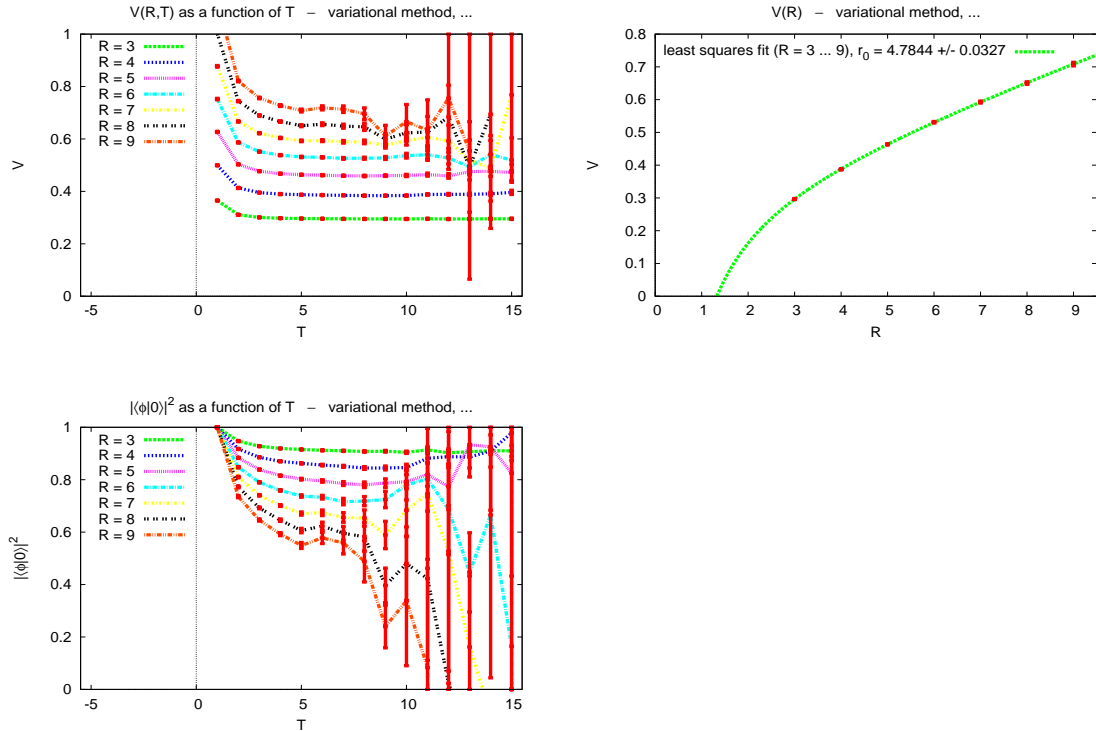 V(R,T) as a function of T – variational method, ...
V
1
0.8
0.6
0.4
0.2
0
R = 3
R = 4
R = 5
R = 6
R = 7
R = 8
R = 9
-5
0
5
10
15
T
V(R) – variational method, ...
V
0.8
0.7
0.6
0.5
0.4
0.3
0.2
0.1
0
least squares fit (R = 3 ... 9), r0 = 4.7844 +/- 0.0327
0
1
2
3
4
5
6
7
8
9
R
|⟨ϕ|0⟩|² as a function of T – variational method, ...
|⟨ϕ|0⟩|²
1
0.8
0.6
0.4
0.2
0
R = 3
R = 4
R = 5
R = 6
R = 7
R = 8
R = 9
-5
0
5
10
15
T